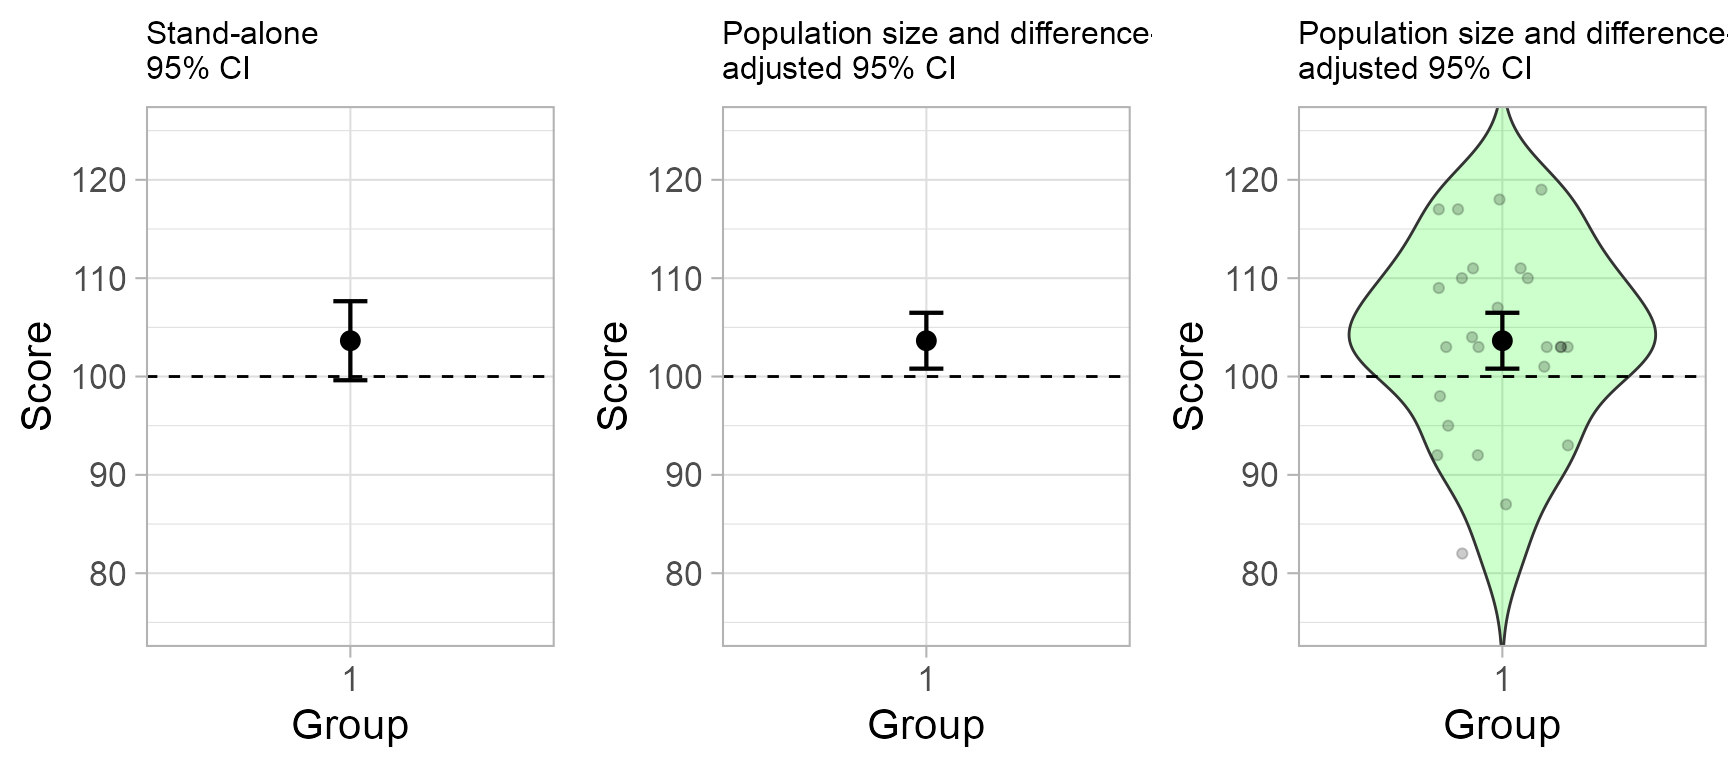 Stand-alone
95% CI
Score
120
110
100
90
80
1
Group
Population size and difference-
adjusted 95% CI
Score
120
110
100
90
80
1
Group
Population size and difference-
adjusted 95% CI
Score
120
110
100
90
80
1
Group